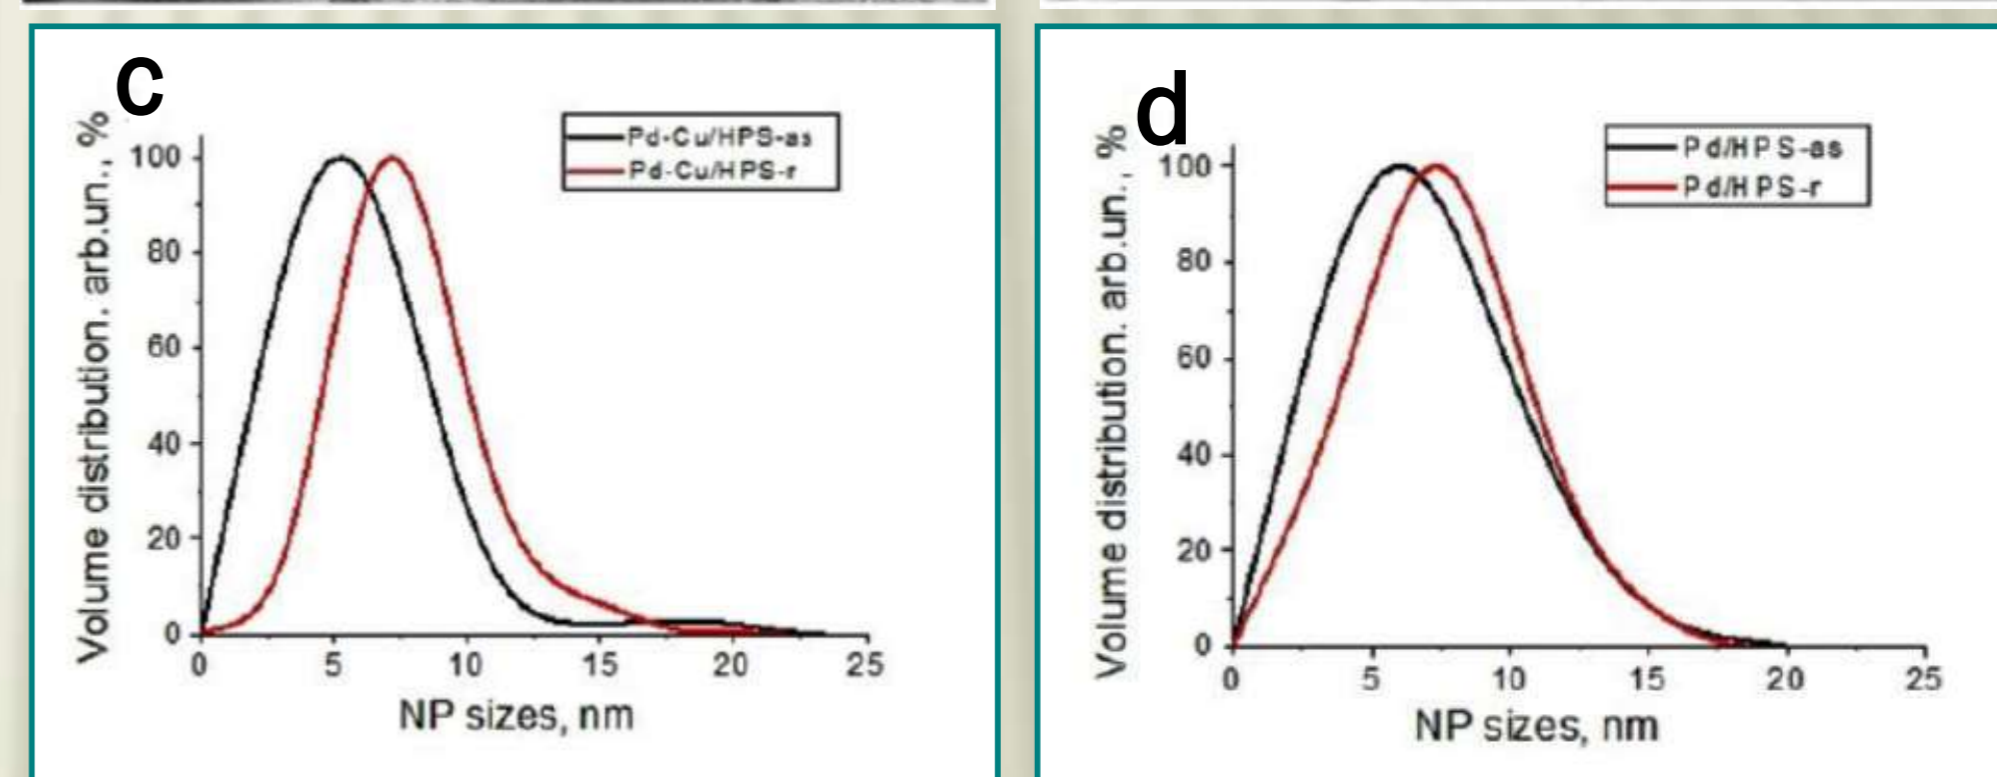 c
Volume distribution. arb.un., %
100
80
60
40
20
0
Pd-Cu/HPS-as
Pd-Cu/HPS-r
0 5 10 15 20 25
NP sizes, nm
d
Volume distribution. arb.un., %
100
80
60
40
20
0
Pd/HPS-as
Pd/HPS-r
0 5 10 15 20 25
NP sizes, nm